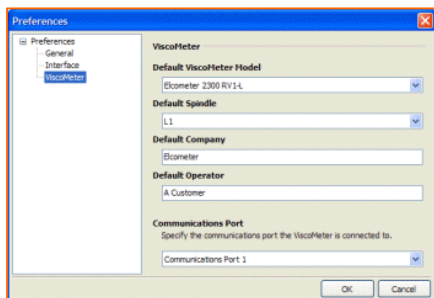 Preferences
Preferences
General
Interface
ViscoMeter
ViscoMeter
Default ViscoMeter Model
Elcometer 2300 RV1-L
Default Spindle
L1
Default Company
Elcometer
Default Operator
A Customer
Communications Port
Specify the communications port the ViscoMeter is connected to.
Communications Port 1
OK
Cancel